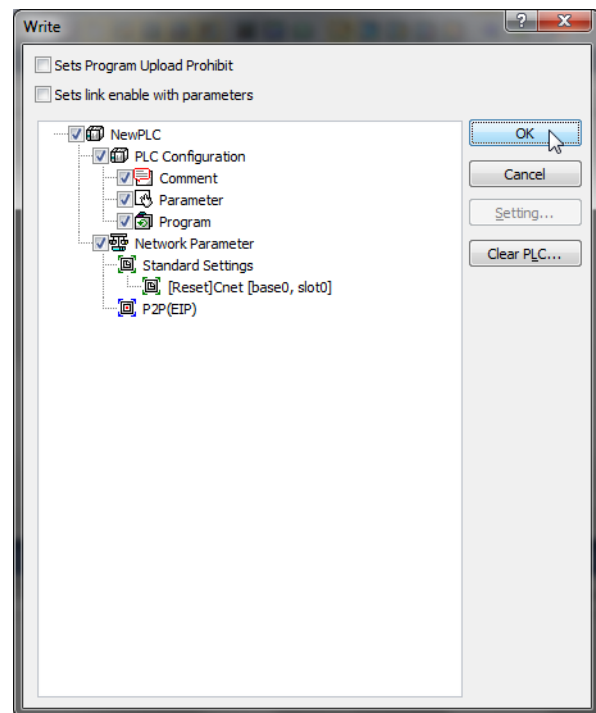 Write
Sets Program Upload Prohibit
Sets link enable with parameters
NewPLC
PLC Configuration
Comment
Parameter
Program
Network Parameter
Standard Settings
[Reset]Cnet [base0, slot0]
P2P(EIP)
OK
Cancel
Setting...
Clear PLC...